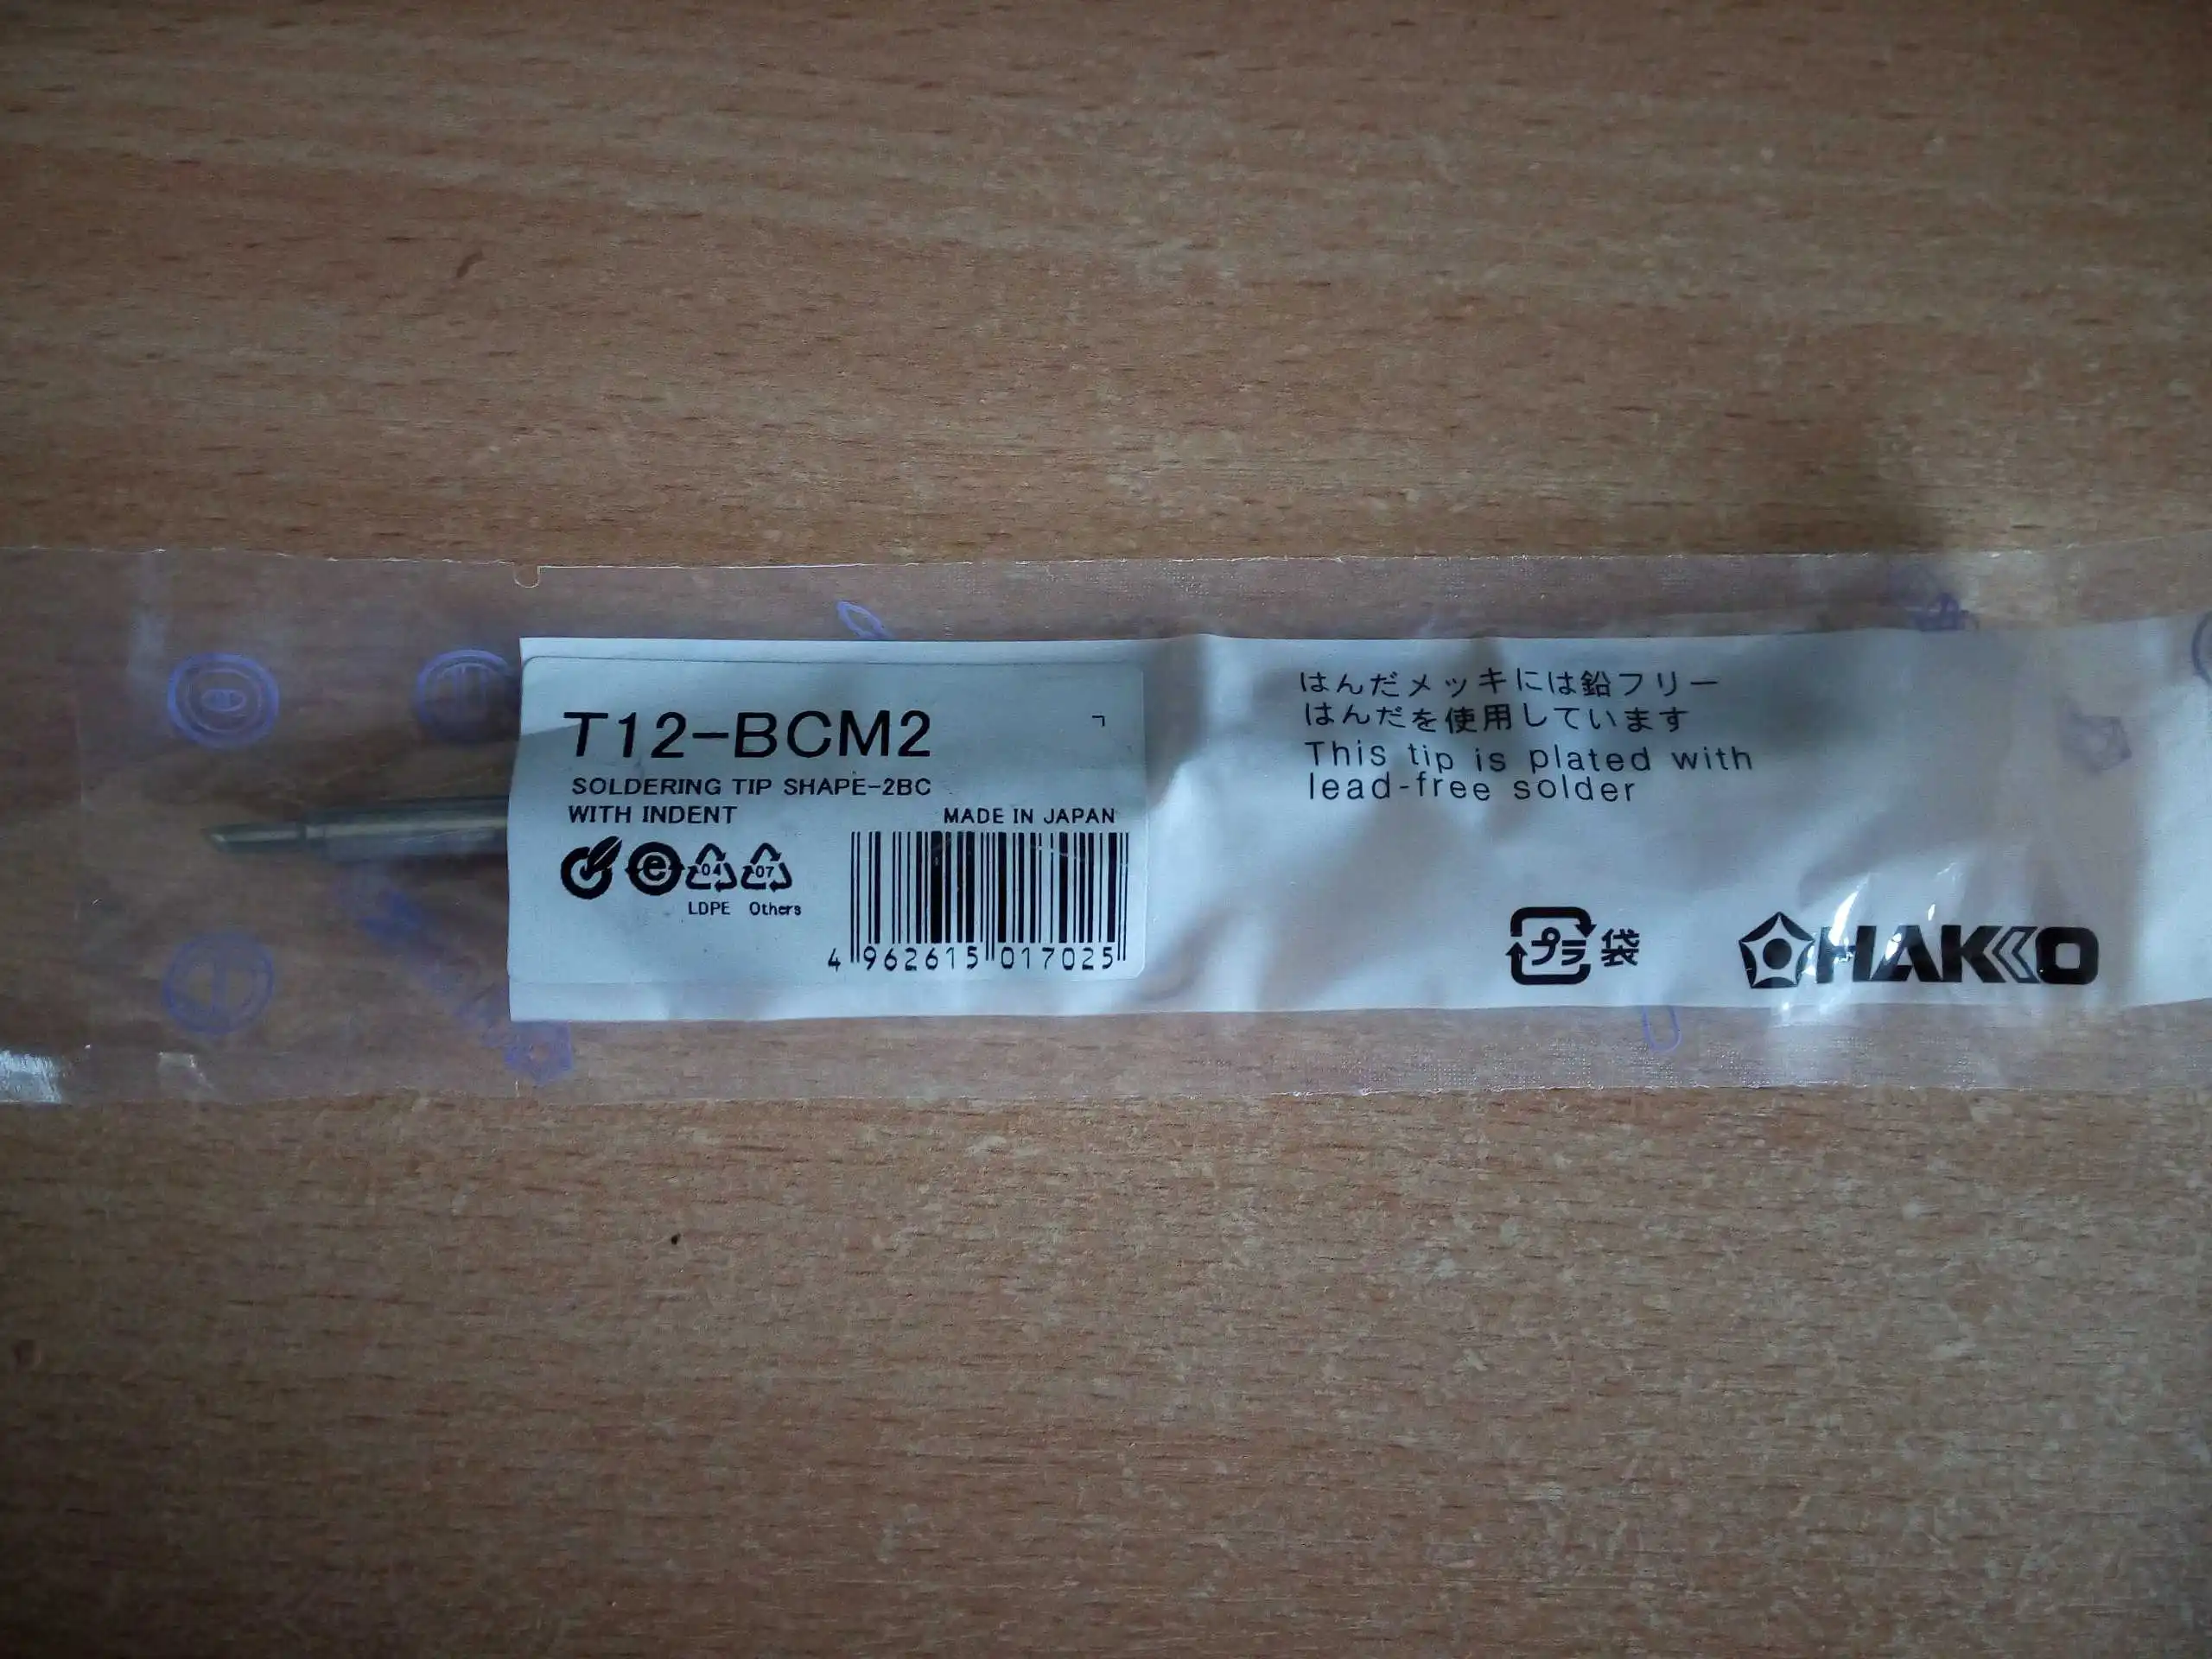 T12-BCM2
SOLDERING TIP SHAPE-2BC
WITH INDENT
MADE IN JAPAN
e
04
07
LDPE Others
4 962615 017025
はんだメッキには鉛フリー
はんだを使用しています
This tip is plated with
lead-free solder
プラ 袋
HAKKO